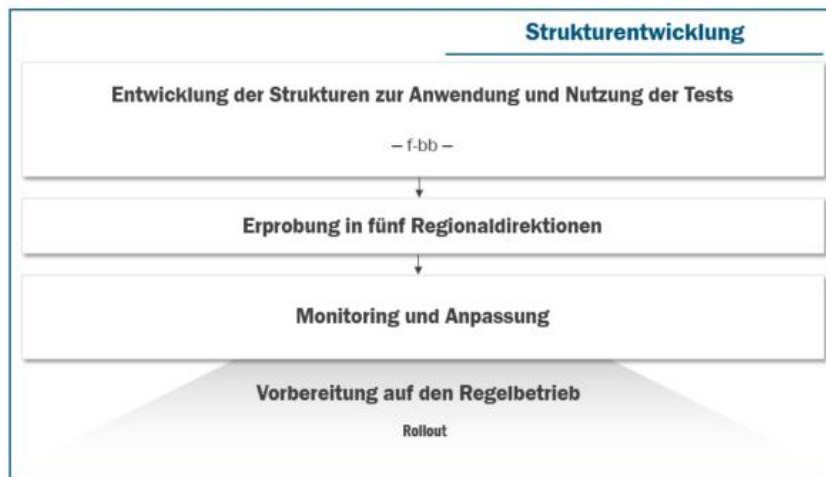 Strukturentwicklung
Entwicklung der Strukturen zur Anwendung und Nutzung der Tests
– f-bb –
Erprobung in fünf Regionaldirektionen
Monitoring und Anpassung
Vorbereitung auf den Regelbetrieb
Rollout